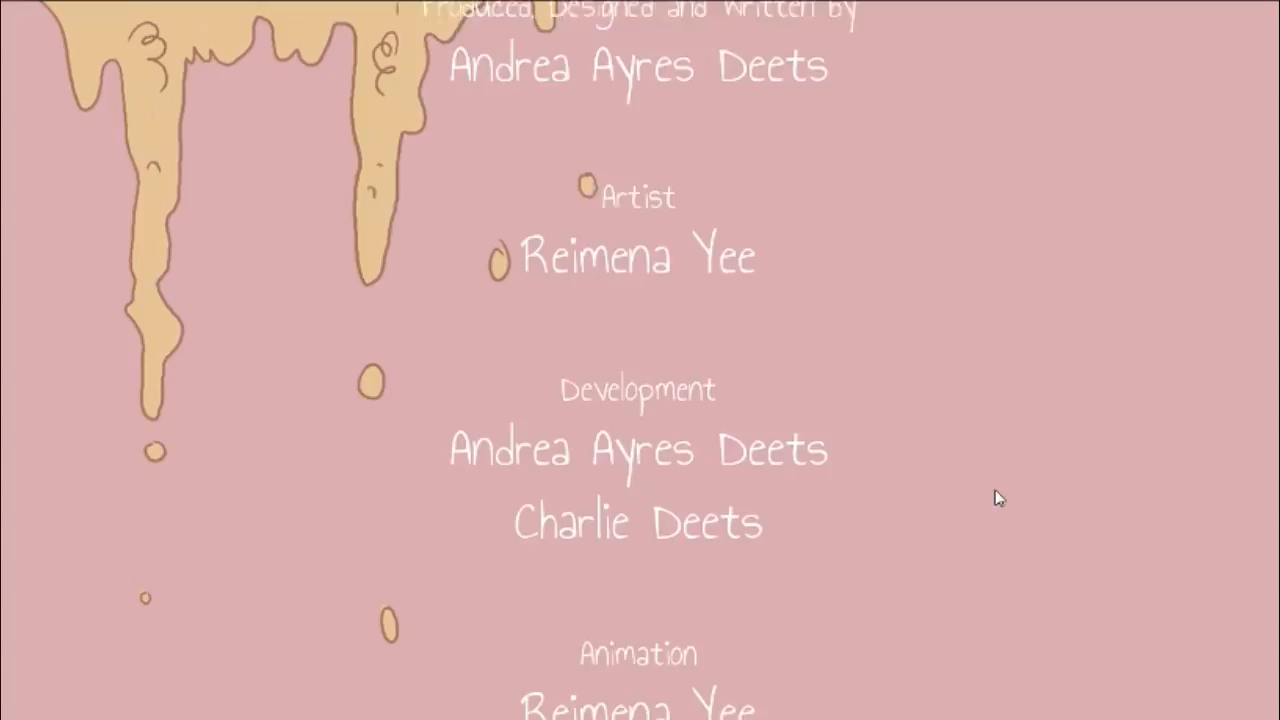 Produced, Designed and Written by
Andrea Ayres Deets
Artist
Reimena Yee
Development
Andrea Ayres Deets
Charlie Deets
Animation
Reimena Yee